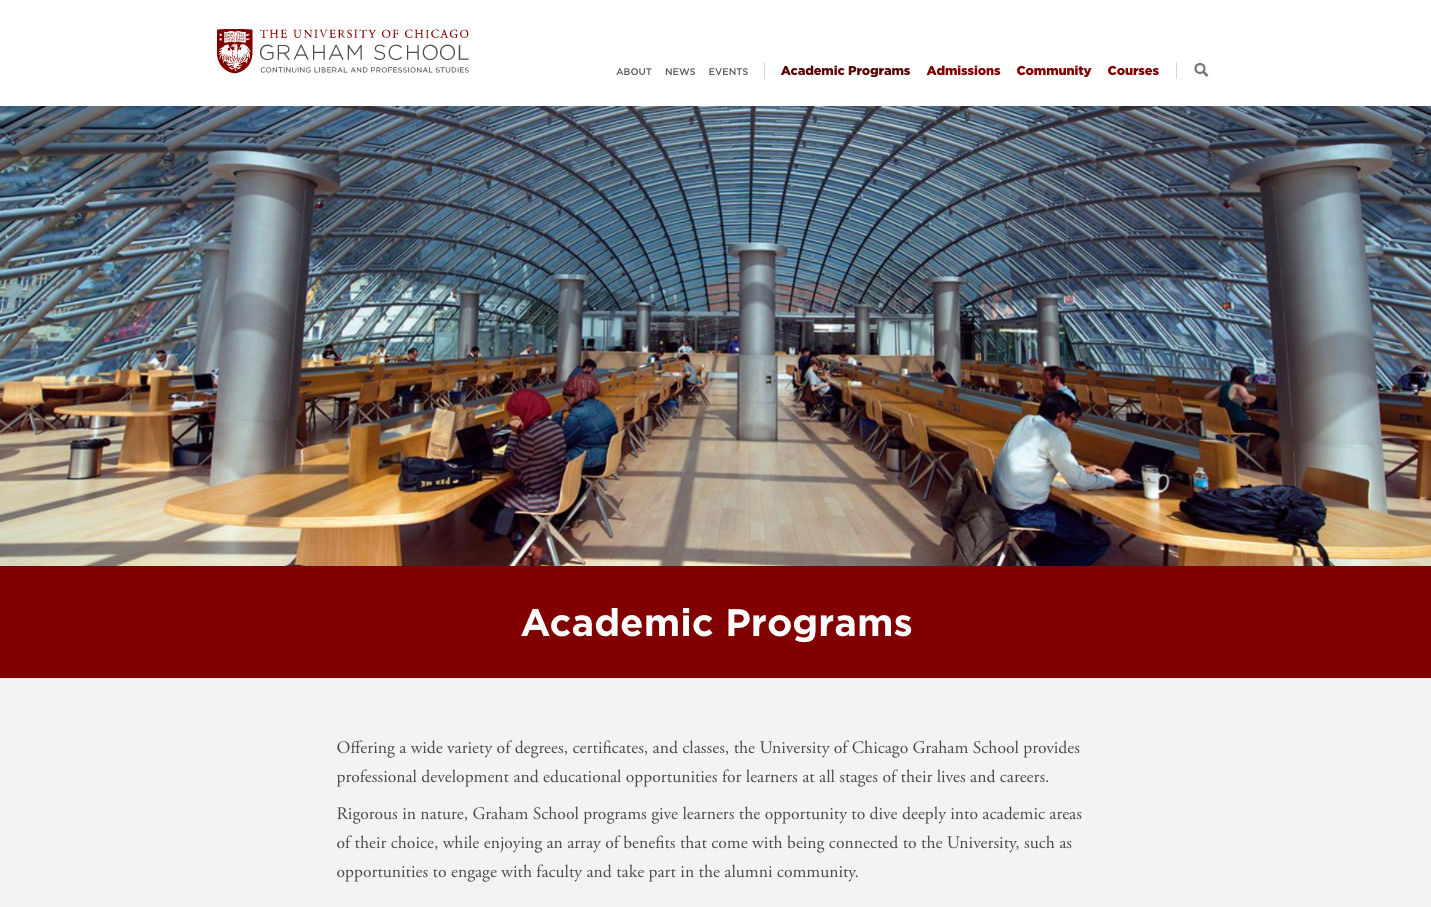 THE UNIVERSITY OF CHICAGO
GRAHAM SCHOOL
CONTINUING LIBERAL AND PROFESSIONAL STUDIES
ABOUT NEWS EVENTS Academic Programs Admissions Community Courses
Academic Programs
Offering a wide variety of degrees, certificates, and classes, the University of Chicago Graham School provides
professional development and educational opportunities for learners at all stages of their lives and careers.
Rigorous in nature, Graham School programs give learners the opportunity to dive deeply into academic areas
of their choice, while enjoying an array of benefits that come with being connected to the University, such as
opportunities to engage with faculty and take part in the alumni community.